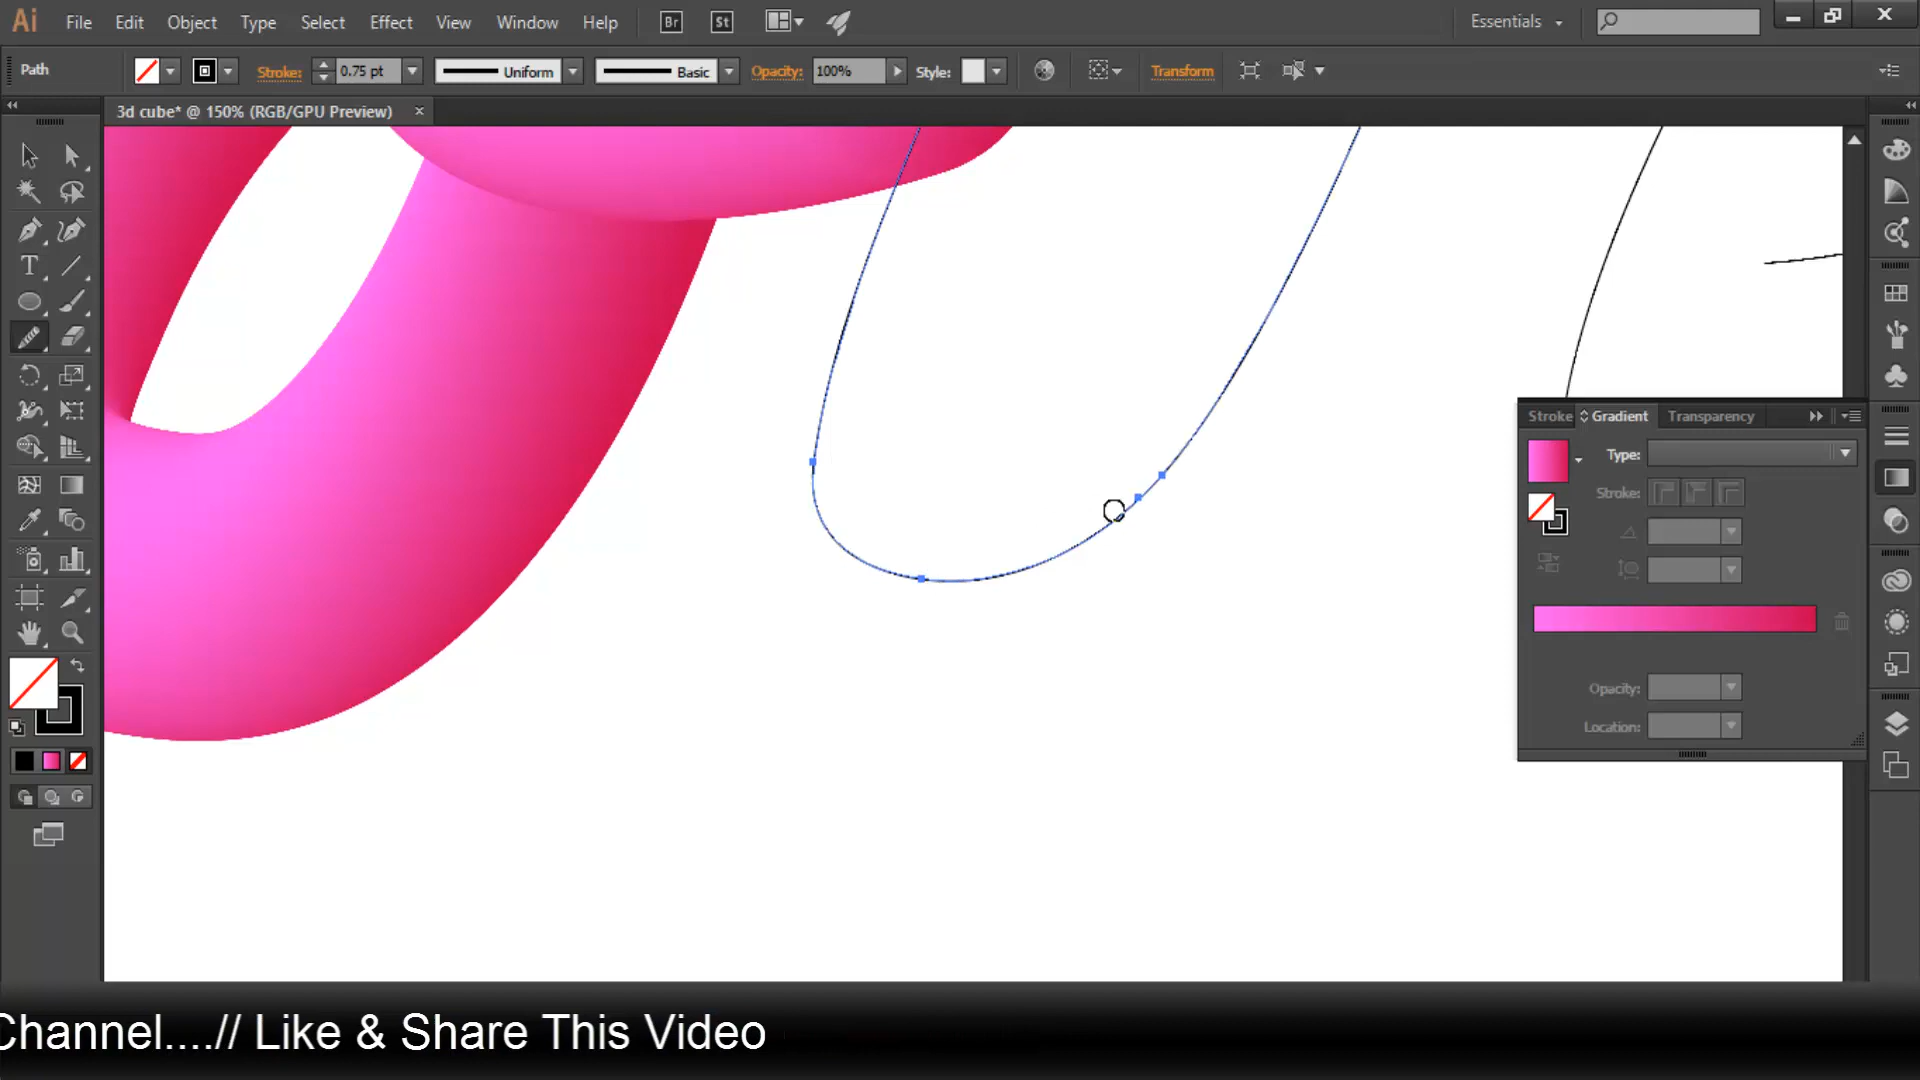 Ai File Edit Object Type Select Effect View Window Help Br St Essentials
Path Stroke: 0.75 pt Uniform Basic Opacity: 100% Style: Transform
3d cube* @ 150% (RGB/GPU Preview) ×
T
Stroke Gradient Transparency
Type:
Stroke:
Opacity:
Location:
Channel....// Like & Share This Video